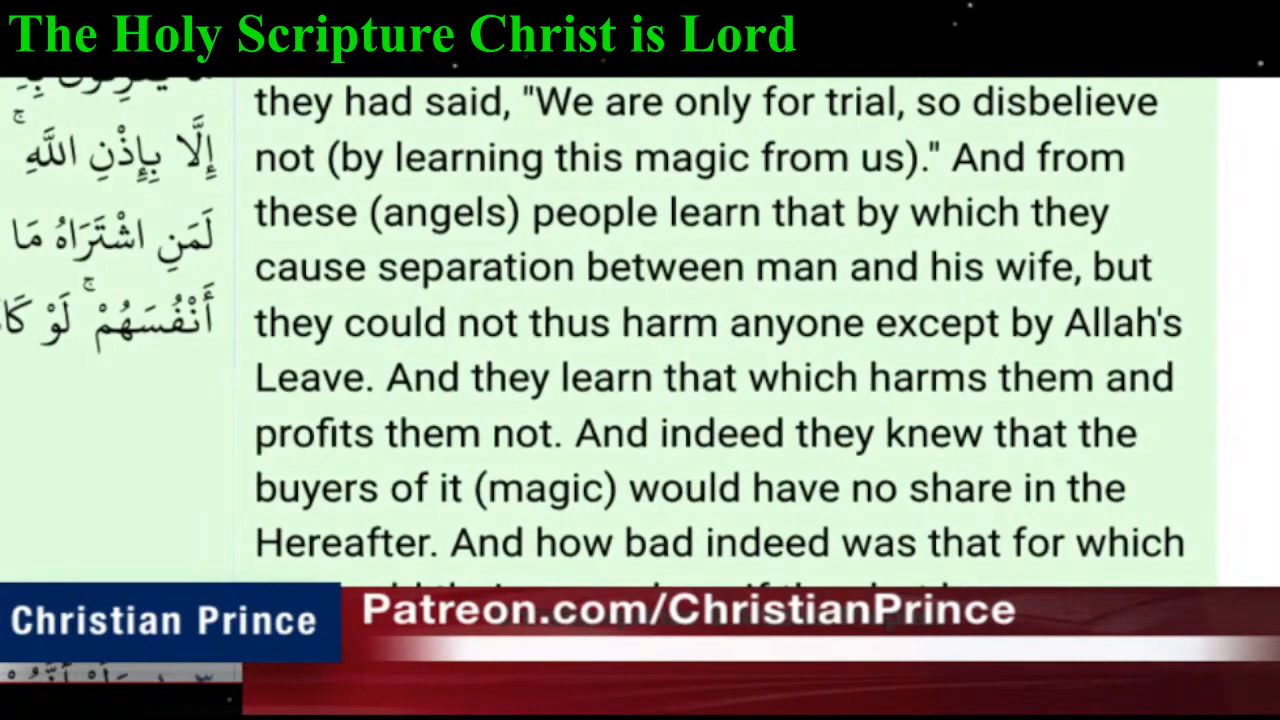 The Holy Scripture Christ is Lord
إِلَّا بِإِذْنِ اللَّهِ ۚ
لَمَنِ اشْتَرَاهُ مَا
أَنْفُسَهُمْ ۚ لَوْ
they had said, "We are only for trial, so disbelieve
not (by learning this magic from us)." And from
these (angels) people learn that by which they
cause separation between man and his wife, but
they could not thus harm anyone except by Allah's
Leave. And they learn that which harms them and
profits them not. And indeed they knew that the
buyers of it (magic) would have no share in the
Hereafter. And how bad indeed was that for which
Christian Prince
Patreon.com/ChristianPrince